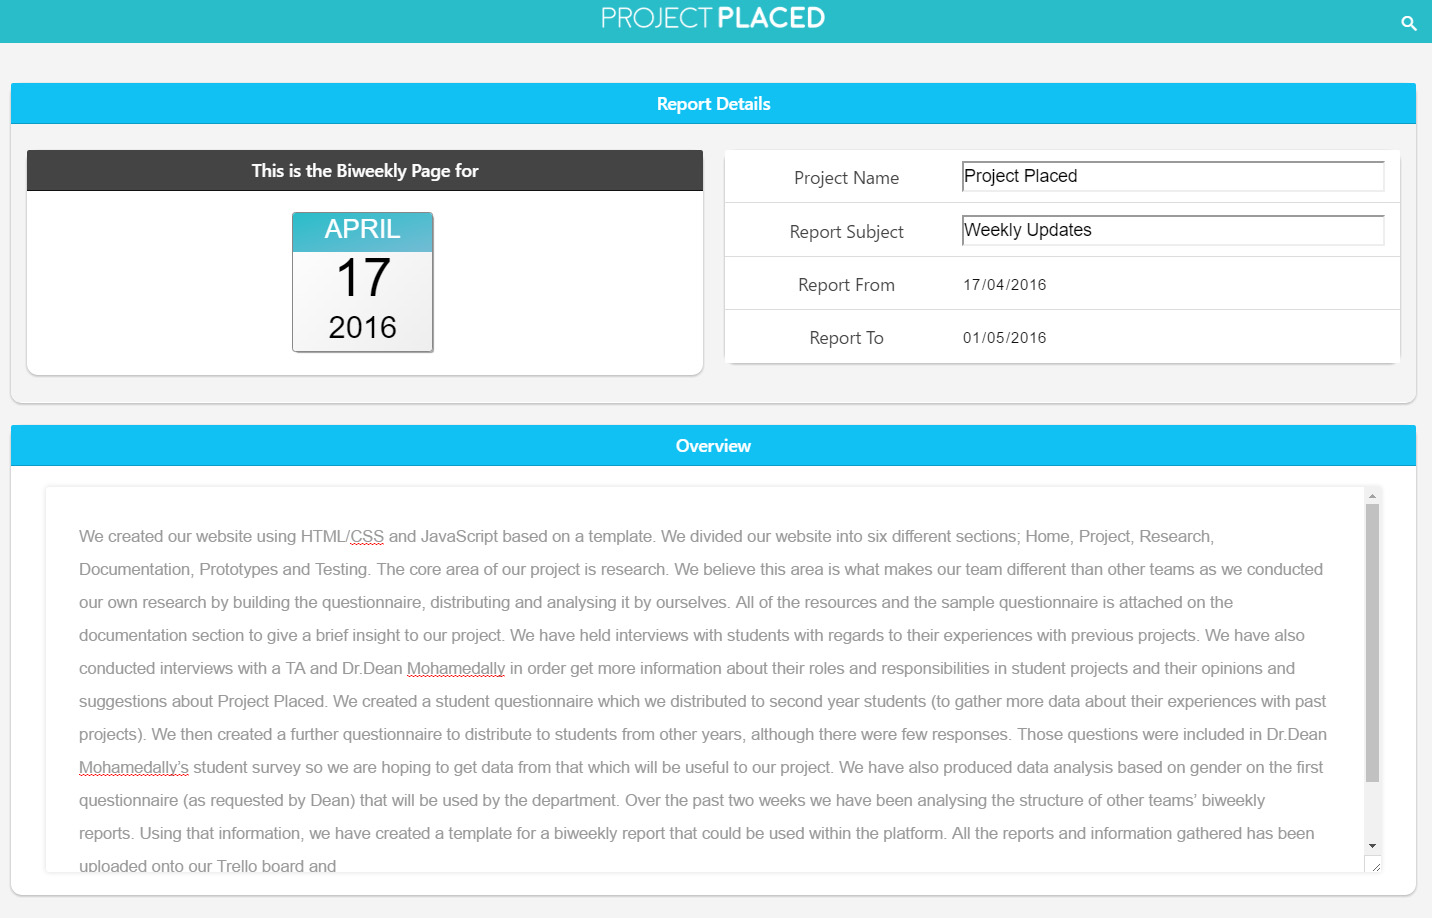 PROJECT PLACED
Report Details
This is the Biweekly Page for
APRIL
17
2016
Project Name Project Placed
Report Subject Weekly Updates
Report From 17/04/2016
Report To 01/05/2016
Overview
We created our website using HTML/CSS and JavaScript based on a template. We divided our website into six different sections; Home, Project, Research,
Documentation, Prototypes and Testing. The core area of our project is research. We believe this area is what makes our team different than other teams as we conducted
our own research by building the questionnaire, distributing and analysing it by ourselves. All of the resources and the sample questionnaire is attached on the
documentation section to give a brief insight to our project. We have held interviews with students with regards to their experiences with previous projects. We have also
conducted interviews with a TA and Dr.Dean Mohamedally in order get more information about their roles and responsibilities in student projects and their opinions and
suggestions about Project Placed. We created a student questionnaire which we distributed to second year students (to gather more data about their experiences with past
projects). We then created a further questionnaire to distribute to students from other years, although there were few responses. Those questions were included in Dr.Dean
Mohamedally’s student survey so we are hoping to get data from that which will be useful to our project. We have also produced data analysis based on gender on the first
questionnaire (as requested by Dean) that will be used by the department. Over the past two weeks we have been analysing the structure of other teams’ biweekly
reports. Using that information, we have created a template for a biweekly report that could be used within the platform. All the reports and information gathered has been
uploaded onto our Trello board and